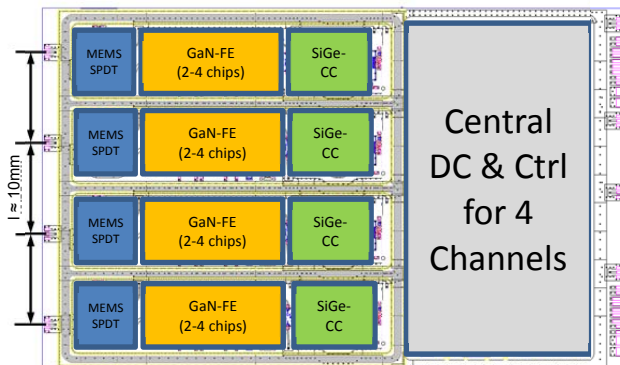 MEMS
SPDT
GaN-FE
(2-4 chips)
SiGe-
CC
MEMS
SPDT
GaN-FE
(2-4 chips)
SiGe-
CC
MEMS
SPDT
GaN-FE
(2-4 chips)
SiGe-
CC
MEMS
SPDT
GaN-FE
(2-4 chips)
SiGe-
CC
Central
DC & Ctrl
for 4
Channels
l ≈ 10mm